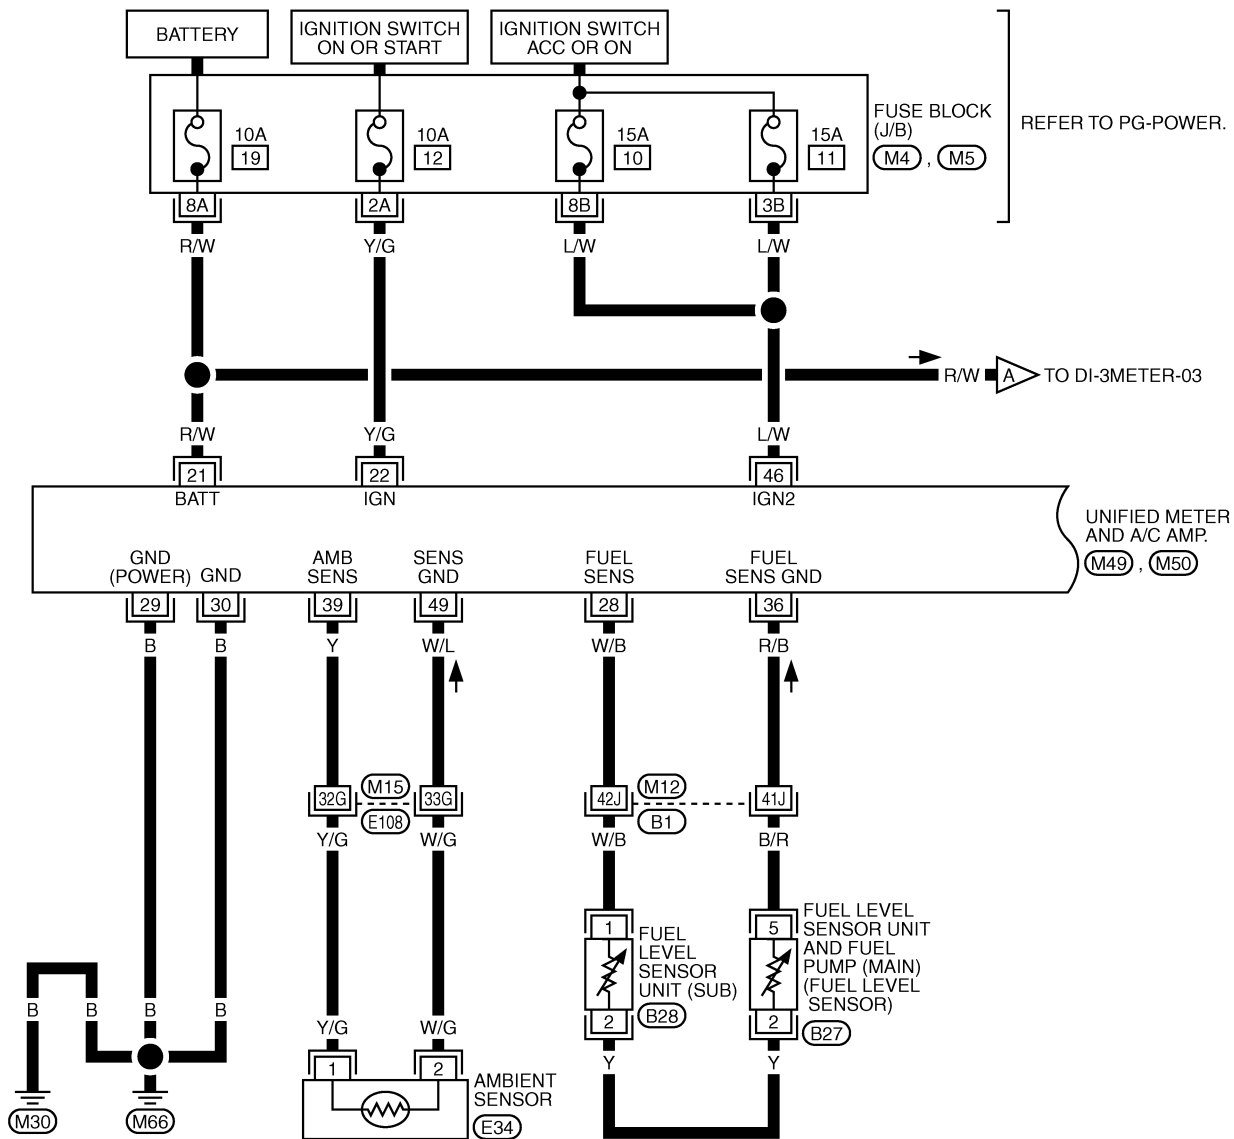 BATTERY
IGNITION SWITCH
ON OR START
IGNITION SWITCH
ACC OR ON
10A
19
10A
12
15A
10
15A
11
FUSE BLOCK
(J/B)
M4 , M5
REFER TO PG-POWER.
8A
2A
8B
3B
R/W
Y/G
L/W
L/W
R/W
A
TO DI-3METER-03
R/W
Y/G
L/W
21
22
46
BATT
IGN
IGN2
UNIFIED METER
AND A/C AMP.
M49 , M50
GND
(POWER)
GND
AMB
SENS
SENS
GND
FUEL
SENS
FUEL
SENS GND
29
30
39
49
28
36
B
B
Y
W/L
W/B
R/B
32G
M15
E108
33G
42J
M12
B1
41J
Y/G
W/G
W/B
B/R
1
FUEL
LEVEL
SENSOR
UNIT (SUB)
B28
2
5
FUEL LEVEL
SENSOR UNIT
AND FUEL
PUMP (MAIN)
(FUEL LEVEL
SENSOR)
B27
2
B
B
B
B
Y/G
W/G
Y
Y
1
2
AMBIENT
SENSOR
E34
M30
M66